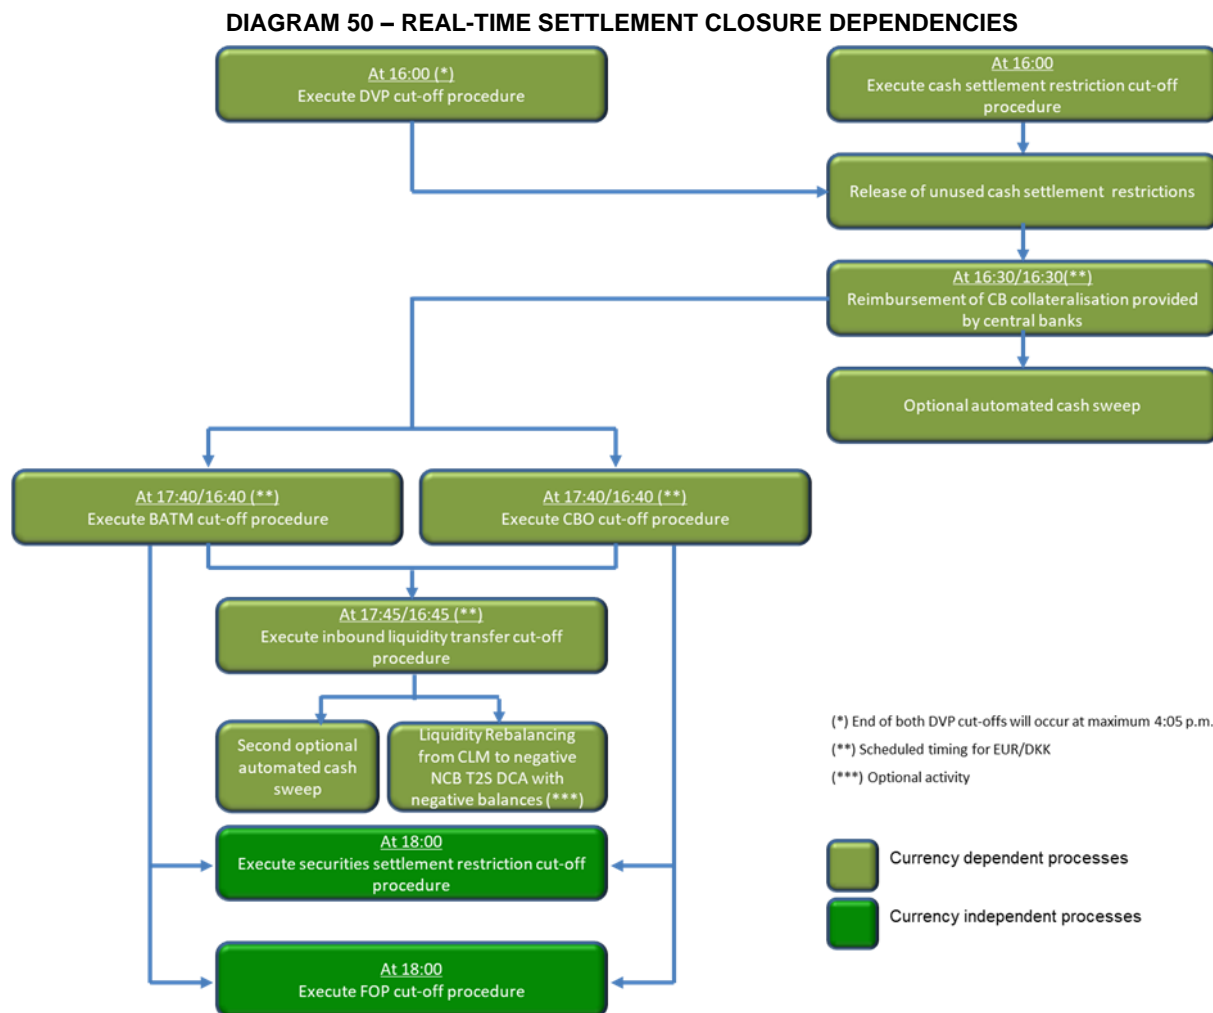 DIAGRAM 50 – REAL-TIME SETTLEMENT CLOSURE DEPENDENCIES
At 16:00 (*)
Execute DVP cut-off procedure
At 16:00
Execute cash settlement restriction cut-off
procedure
Release of unused cash settlement restrictions
At 16:30/16:30(**)
Reimbursement of CB collateralisation provided
by central banks
Optional automated cash sweep
At 17:40/16:40 (**)
Execute BATM cut-off procedure
At 17:40/16:40 (**)
Execute CBO cut-off procedure
At 17:45/16:45 (**)
Execute inbound liquidity transfer cut-off
procedure
Second optional
automated cash
sweep
Liquidity Rebalancing
from CLM to negative
NCB T2S DCA with
negative balances (***)
(*) End of both DVP cut-offs will occur at maximum 4:05 p.m.
(**) Scheduled timing for EUR/DKK
(***) Optional activity
At 18:00
Execute securities settlement restriction cut-off
procedure
At 18:00
Execute FOP cut-off procedure
Currency dependent processes
Currency independent processes